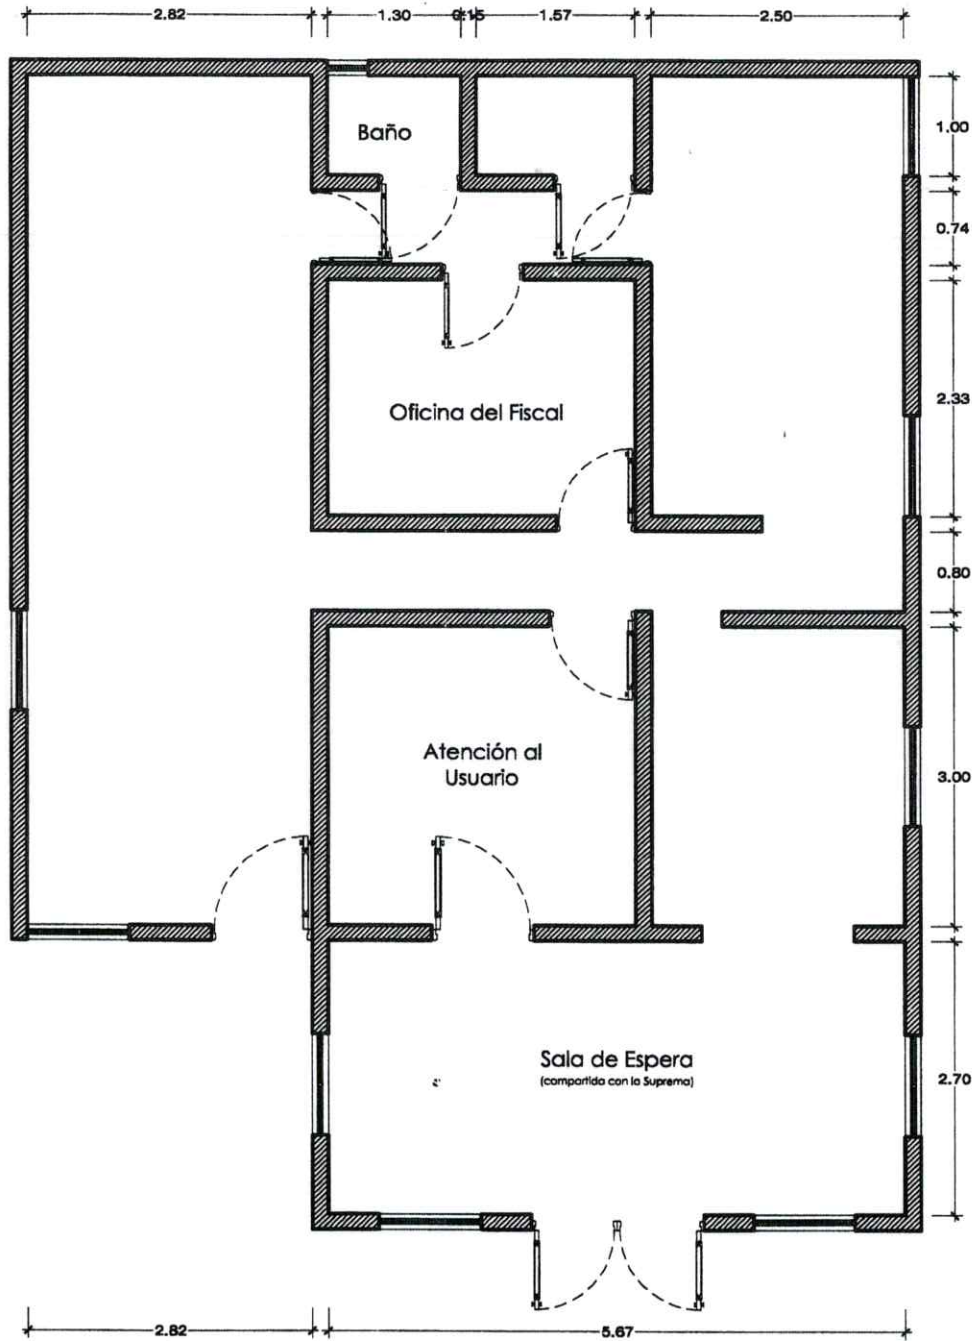 2.82
1.30
0.15
1.57
2.50
Baño
1.00
0.74
Oficina del Fiscal
2.33
0.80
Atención al
Usuario
3.00
Sala de Espera
(compartida con la Suprema)
2.70
2.82
5.67